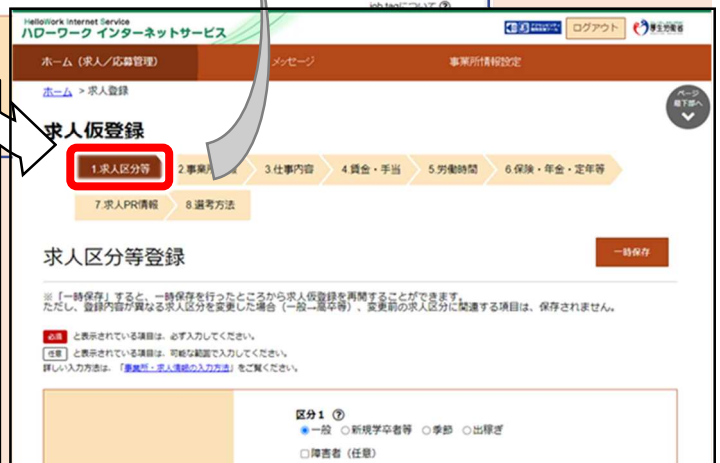 job tagについて ?
HelloWork Internet Service
ハローワーク インターネットサービス
ログアウト
厚生労働省
ホーム（求人／応募管理）
メッセージ
事業所情報設定
ホーム > 求人登録
ページ
最下部へ
求人仮登録
1.求人区分等
2.事業所
3.仕事内容
4.賃金・手当
5.労働時間
6.保険・年金・定年等
7.求人PR情報
8.選考方法
求人区分等登録
一時保存
※「一時保存」すると、一時保存を行ったところから求人仮登録を再開することができます。
ただし、登録内容が異なる求人区分を変更した場合（一般→高卒等）、変更前の求人区分に関連する項目は、保存されません。
必須 と表示されている項目は、必ず入力してください。
任意 と表示されている項目は、可能な範囲で入力してください。
詳しい入力方法は、「事業所・求人情報の入力方法」をご覧ください。
区分1 ?
一般 新規学卒者等 季節 出稼ぎ
障害者（任意）